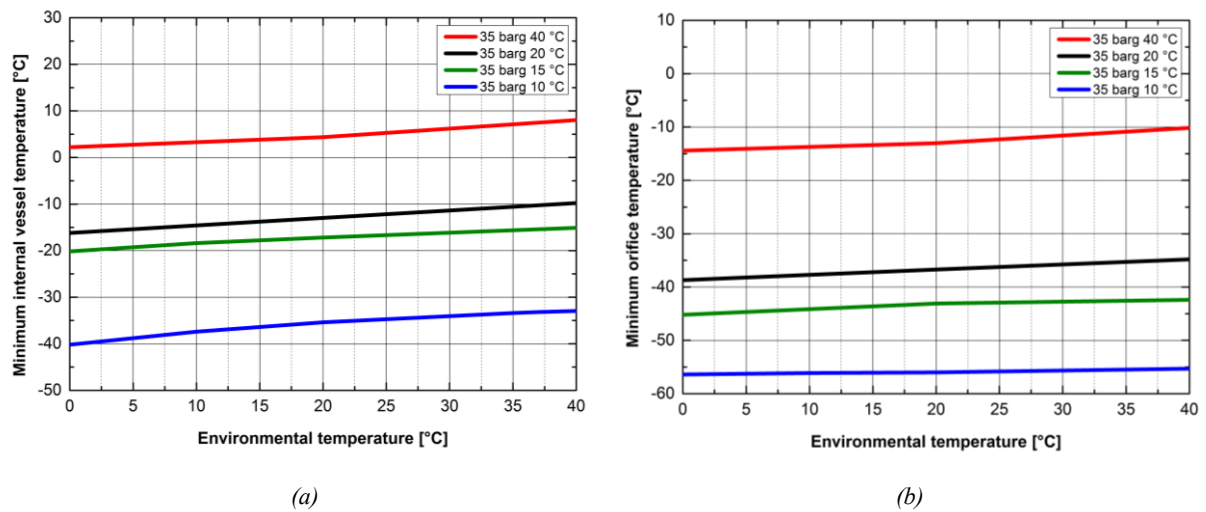 30
20
10
0
-10
-20
-30
-40
-50
Minimum internal vessel temperature [°C]
35 barg 40 °C
35 barg 20 °C
35 barg 15 °C
35 barg 10 °C
0 5 10 15 20 25 30 35 40
Environmental temperature [°C]
(a)
10
0
-10
-20
-30
-40
-50
-60
Minimum orifice temperature [°C]
35 barg 40 °C
35 barg 20 °C
35 barg 15 °C
35 barg 10 °C
0 5 10 15 20 25 30 35 40
Environmental temperature [°C]
(b)